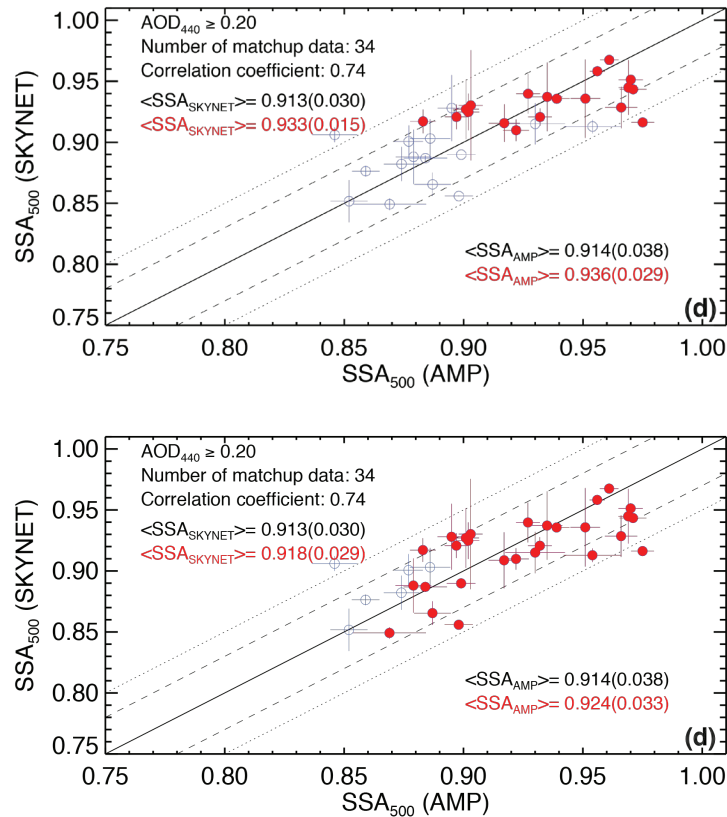 1.00
0.95
0.90
0.85
0.80
0.75
SSA500 (SKYNET)
AOD440 ≥ 0.20
Number of matchup data: 34
Correlation coefficient: 0.74
<SSASKYNET>= 0.913(0.030)
<SSASKYNET>= 0.933(0.015)
<SSAAMP>= 0.914(0.038)
<SSAAMP>= 0.936(0.029)
(d)
0.75 0.80 0.85 0.90 0.95 1.00
SSA500 (AMP)
1.00
0.95
0.90
0.85
0.80
0.75
SSA500 (SKYNET)
AOD440 ≥ 0.20
Number of matchup data: 34
Correlation coefficient: 0.74
<SSASKYNET>= 0.913(0.030)
<SSASKYNET>= 0.918(0.029)
<SSAAMP>= 0.914(0.038)
<SSAAMP>= 0.924(0.033)
(d)
0.75 0.80 0.85 0.90 0.95 1.00
SSA500 (AMP)